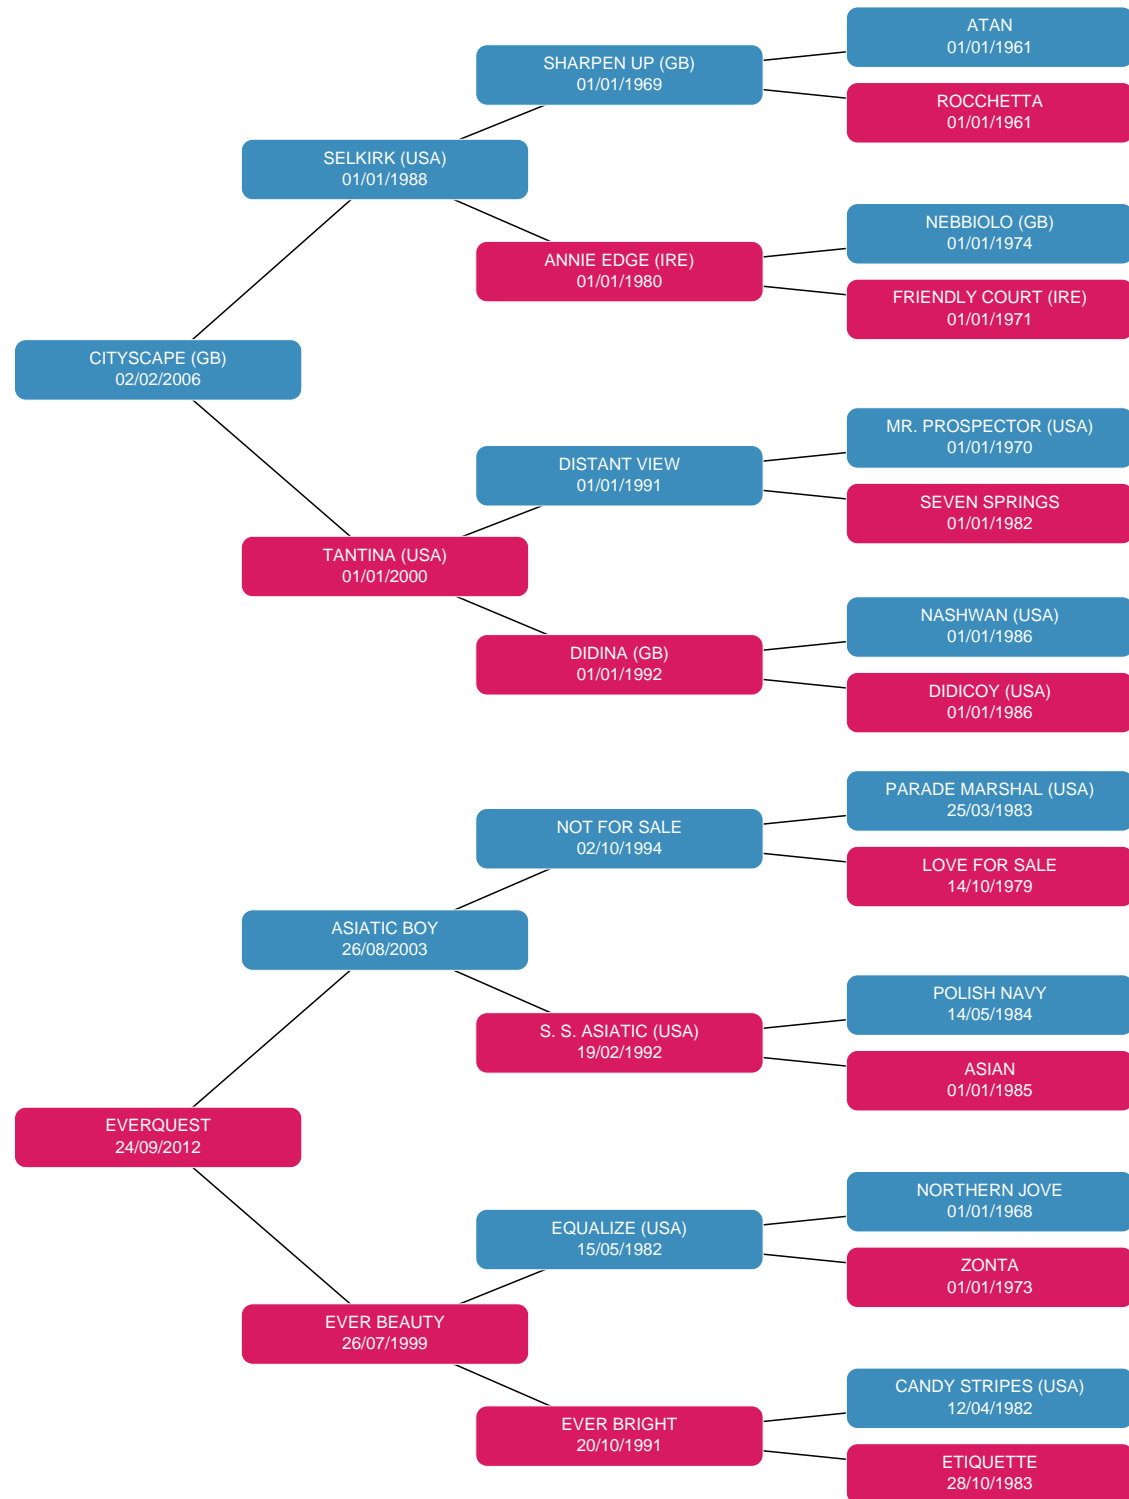 ATAN
01/01/1961
SHARPEN UP (GB)
01/01/1969
ROCCHETTA
01/01/1961
SELKIRK (USA)
01/01/1988
NEBBIOLO (GB)
01/01/1974
ANNIE EDGE (IRE)
01/01/1980
FRIENDLY COURT (IRE)
01/01/1971
CITYSCAPE (GB)
02/02/2006
MR. PROSPECTOR (USA)
01/01/1970
DISTANT VIEW
01/01/1991
SEVEN SPRINGS
01/01/1982
TANTINA (USA)
01/01/2000
NASHWAN (USA)
01/01/1986
DIDINA (GB)
01/01/1992
DIDICOY (USA)
01/01/1986
PARADE MARSHAL (USA)
25/03/1983
NOT FOR SALE
02/10/1994
LOVE FOR SALE
14/10/1979
ASIATIC BOY
26/08/2003
POLISH NAVY
14/05/1984
S. S. ASIATIC (USA)
19/02/1992
ASIAN
01/01/1985
EVERQUEST
24/09/2012
NORTHERN JOVE
01/01/1968
EQUALIZE (USA)
15/05/1982
ZONTA
01/01/1973
EVER BEAUTY
26/07/1999
CANDY STRIPES (USA)
12/04/1982
EVER BRIGHT
20/10/1991
ETIQUETTE
28/10/1983